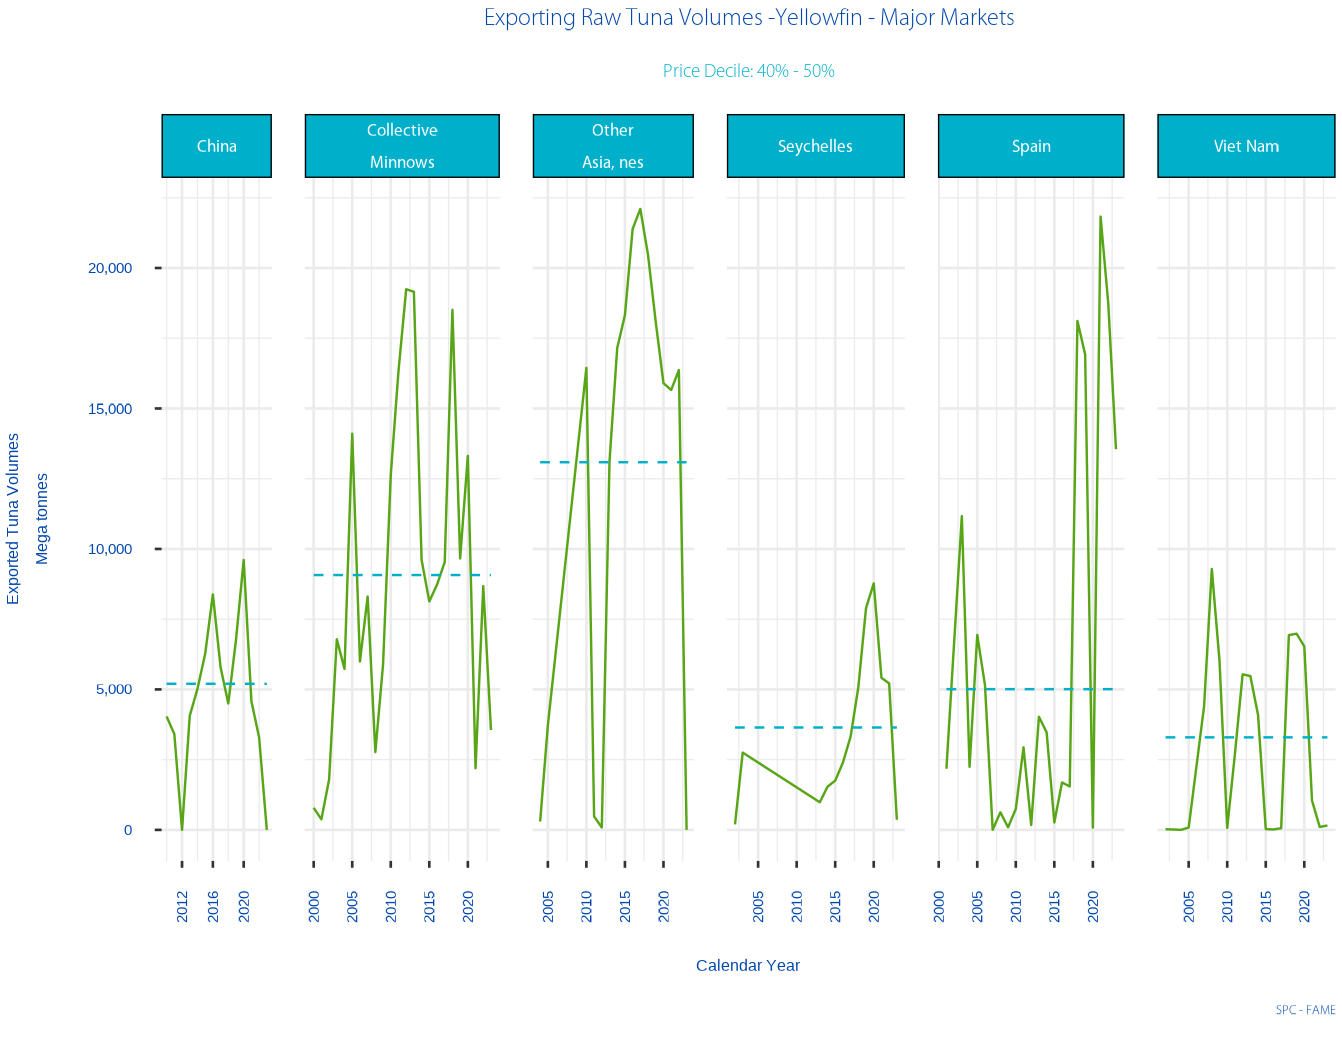 Exporting Raw Tuna Volumes -Yellowfin - Major Markets
Price Decile: 40% - 50%
China
Collective
Minnows
Other
Asia, nes
Seychelles
Spain
Viet Nam
Exported Tuna Volumes
Mega tonnes
20,000
15,000
10,000
5,000
0
2012 2016 2020
2000 2005 2010 2015 2020
2005 2010 2015 2020
2005 2010 2015 2020
2000 2005 2010 2015 2020
2005 2010 2015 2020
Calendar Year
SPC - FAME